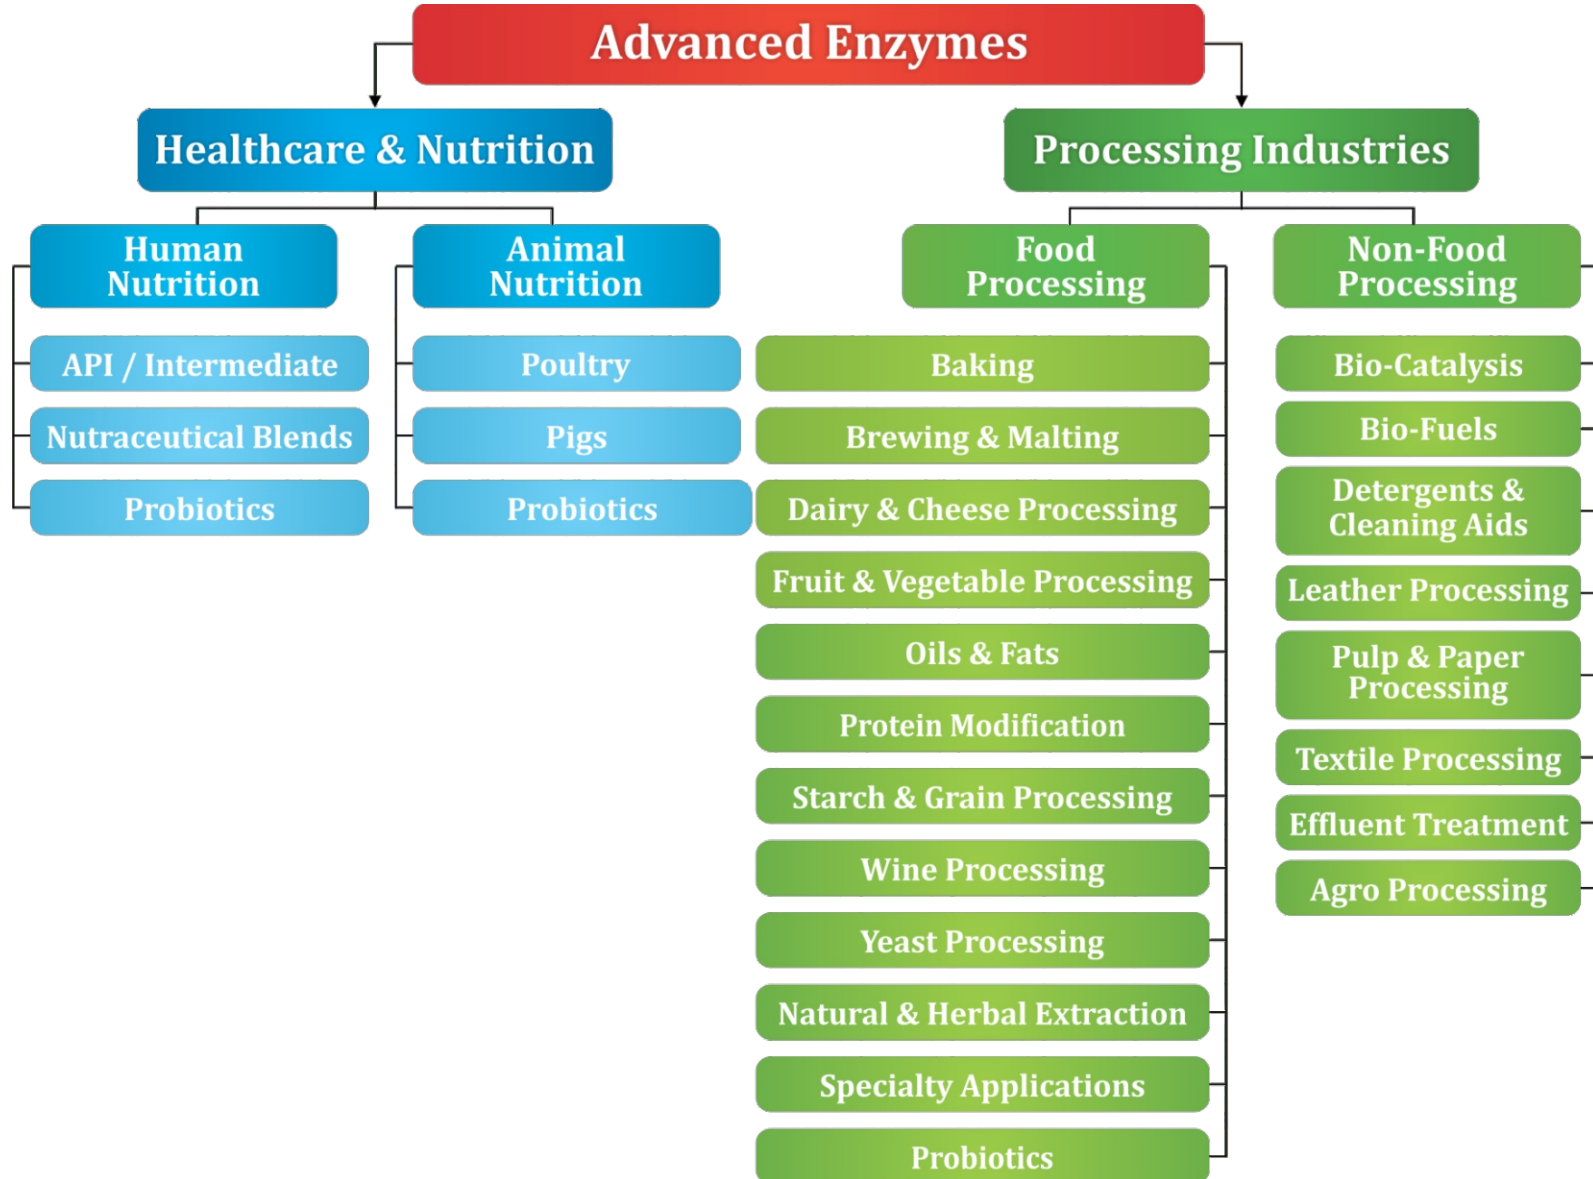 Advanced Enzymes
Healthcare & Nutrition
Processing Industries
Human
Nutrition
API / Intermediate
Nutraceutical Blends
Probiotics
Animal
Nutrition
Poultry
Pigs
Probiotics
Food
Processing
Baking
Brewing & Malting
Dairy & Cheese Processing
Fruit & Vegetable Processing
Oils & Fats
Protein Modification
Starch & Grain Processing
Wine Processing
Yeast Processing
Natural & Herbal Extraction
Specialty Applications
Probiotics
Non-Food
Processing
Bio-Catalysis
Bio-Fuels
Detergents &
Cleaning Aids
Leather Processing
Pulp & Paper
Processing
Textile Processing
Effluent Treatment
Agro Processing